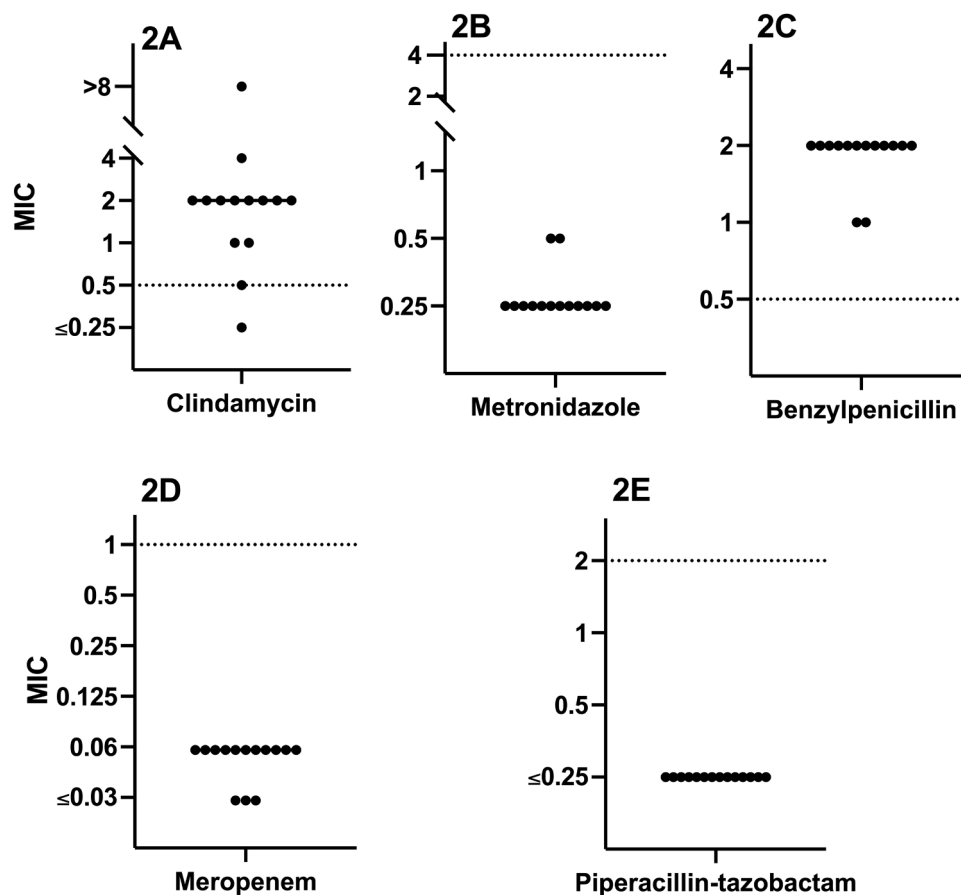 2A
>8
4
2
1
0.5
≤0.25
MIC
Clindamycin
2B
4
2
1
0.5
0.25
Metronidazole
2C
4
2
1
0.5
Benzylpenicillin
2D
1
0.5
0.25
0.125
0.06
≤0.03
MIC
Meropenem
2E
2
1
0.5
≤0.25
Piperacillin-tazobactam